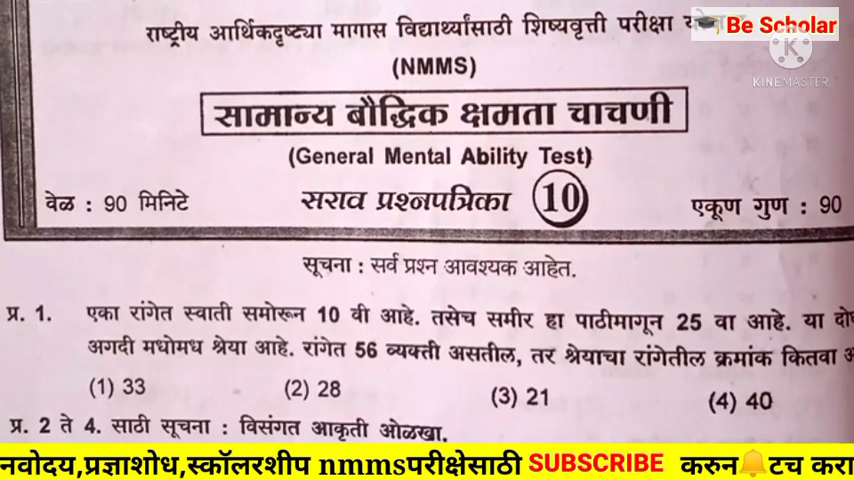 राष्ट्रीय आर्थिकदृष्ट्या मागास विद्यार्थ्यांसाठी शिष्यवृत्ती परीक्षा
Be Scholar
(NMMS)
KINEMASTER
सामान्य बौद्धिक क्षमता चाचणी
(General Mental Ability Test)
वेळ : 90 मिनिटे सराव प्रश्नपत्रिका 10 एकूण गुण : 90
सूचना : सर्व प्रश्न आवश्यक आहेत.
प्र. 1. एका रांगेत स्वाती समोरून 10 वी आहे. तसेच समीर हा पाठीमागून 25 वा आहे. या
अगदी मधोमध श्रेया आहे. रांगेत 56 व्यक्ती असतील, तर श्रेयाचा रांगेतील क्रमांक कितवा
(1) 33 (2) 28 (3) 21 (4) 40
प्र. 2 ते 4. साठी सूचना : विसंगत आकृती ओळखा.
नवोदय,प्रज्ञाशोध,स्कॉलरशीप nmmsपरीक्षेसाठी SUBSCRIBE करुन🔔टच करा